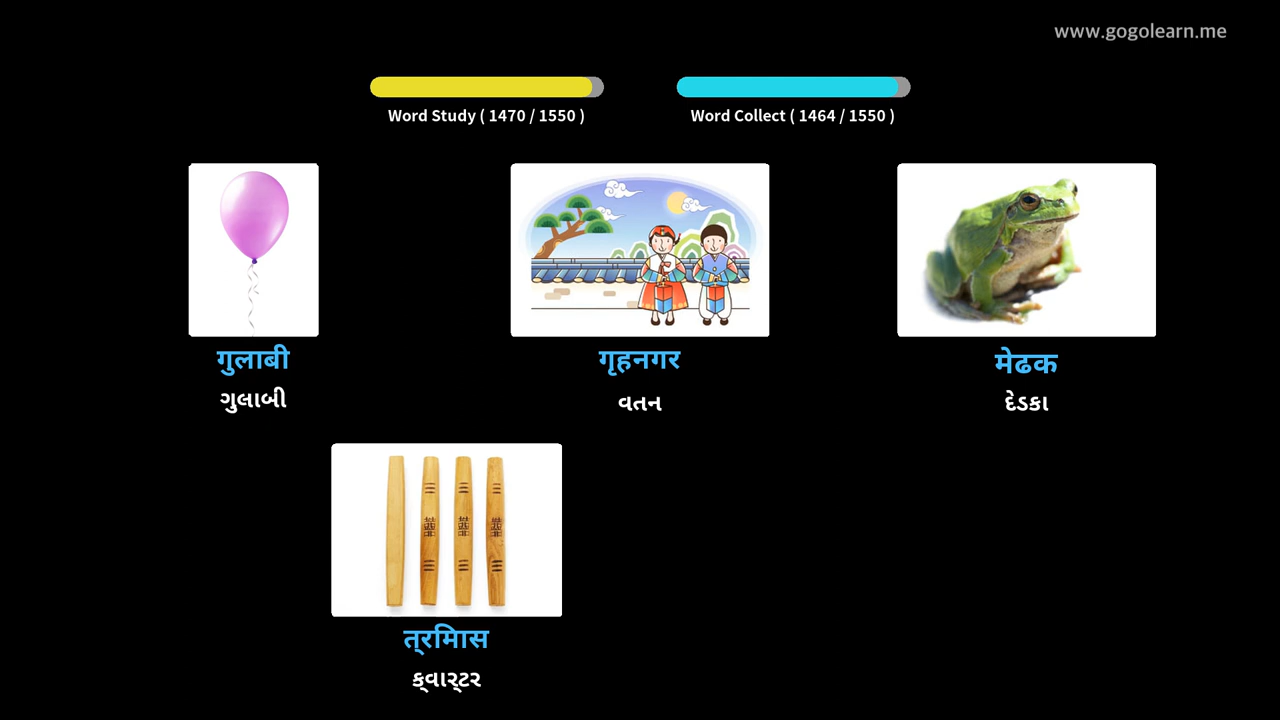 www.gogolearn.me
Word Study ( 1470 / 1550 )
Word Collect ( 1464 / 1550 )
गुलाबी
ગુલાબી
गृहनगर
વતન
मेढक
દેડકા
त्रमिास
ક્વાર્ટર